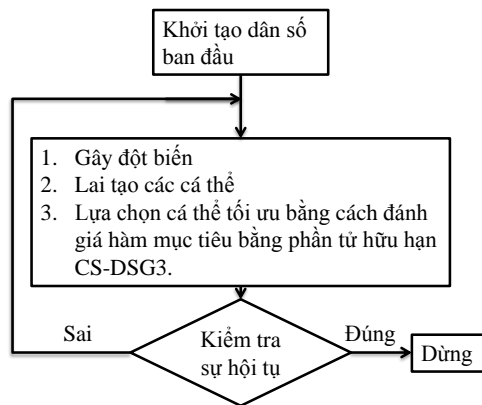 Khởi tạo dân số
ban đầu
1. Gây đột biến
2. Lai tạo các cá thể
3. Lựa chọn cá thể tối ưu bằng cách đánh
giá hàm mục tiêu bằng phần tử hữu hạn
CS-DSG3.
Sai
Kiểm tra
sự hội tụ
Đúng
Dừng